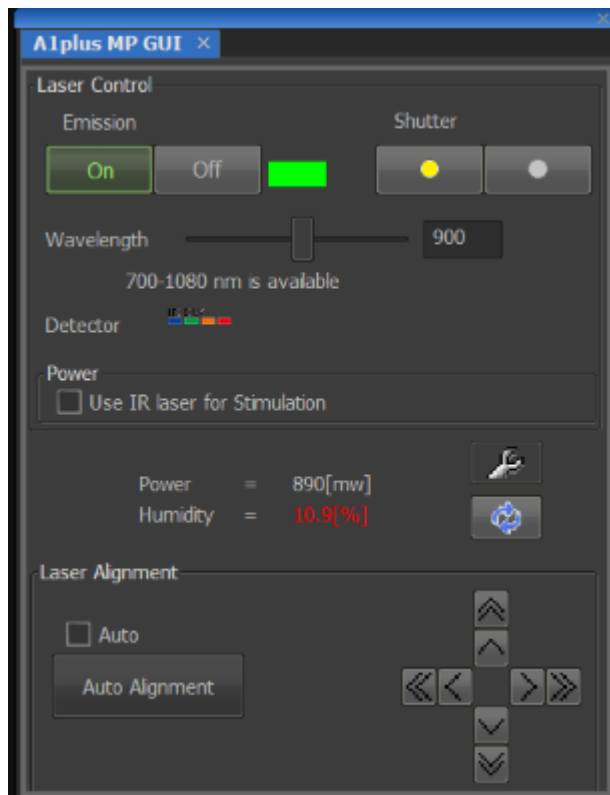 A1plus MP GUI ×
Laser Control
Emission Shutter
On Off
Wavelength 900
700-1080 nm is available
Detector
Power
Use IR laser for Stimulation
Power = 890[mw]
Humidity = 10.9[%]
Laser Alignment
Auto
Auto Alignment